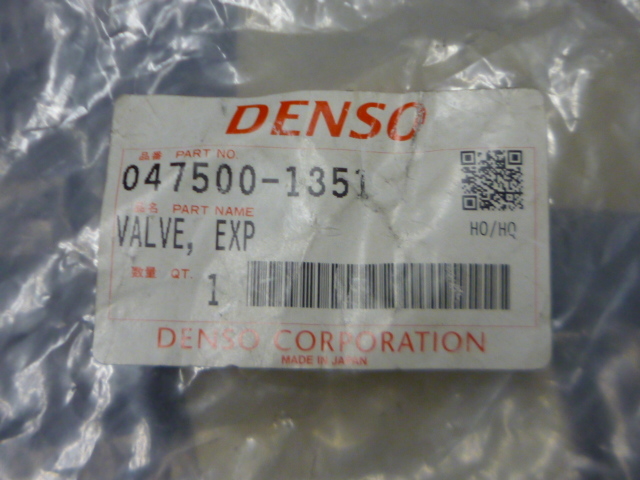 DENSO
品番 PART NO.
047500-1351
品名 PART NAME
VALVE, EXP
HO/HQ
数量 QT.
1
DENSO CORPORATION
MADE IN JAPAN